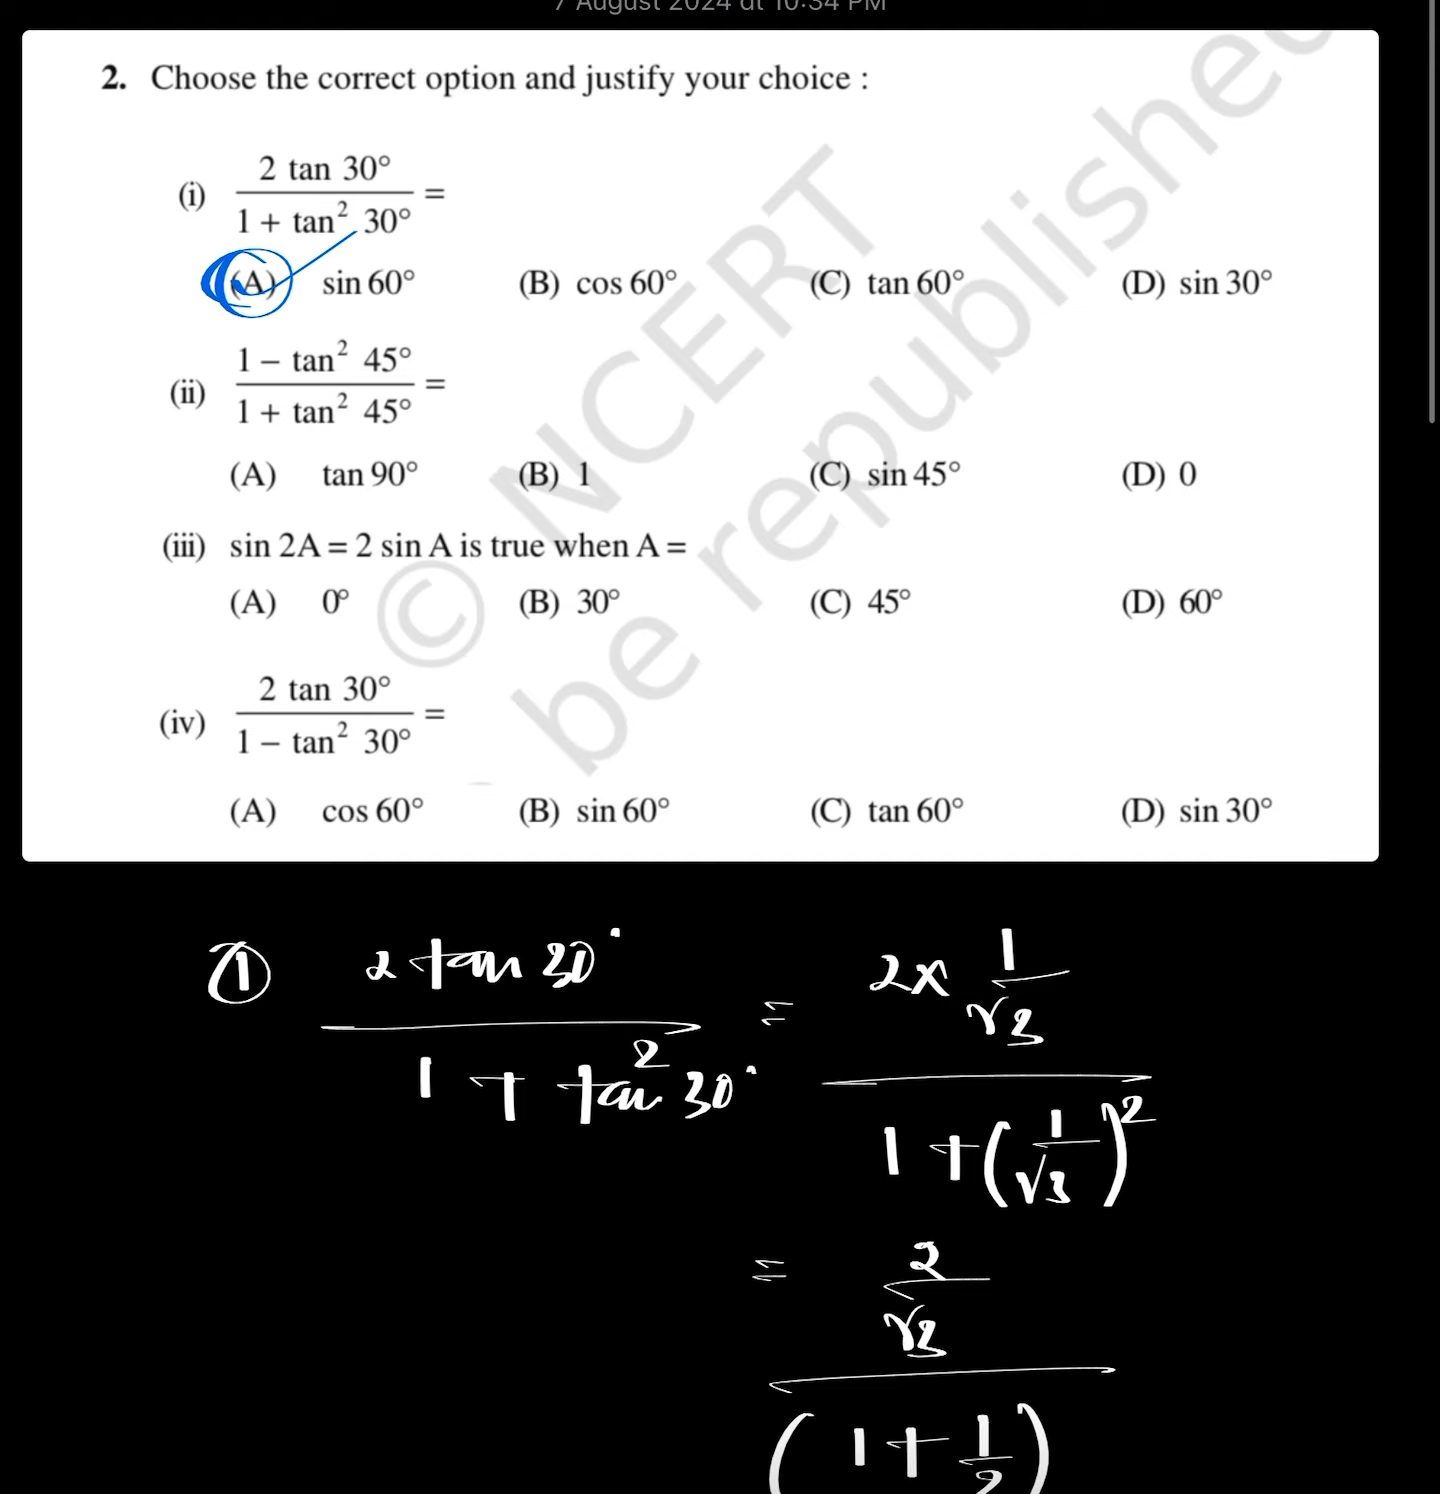 7 August 2024 at 10:34 PM
2. Choose the correct option and justify your choice :
(i) 2 tan 30° / 1 + tan² 30° =
(A) sin 60° (B) cos 60° (C) tan 60° (D) sin 30°
(ii) 1 – tan² 45° / 1 + tan² 45° =
(A) tan 90° (B) 1 (C) sin 45° (D) 0
(iii) sin 2A = 2 sin A is true when A =
(A) 0° (B) 30° (C) 45° (D) 60°
(iv) 2 tan 30° / 1 – tan² 30° =
(A) cos 60° (B) sin 60° (C) tan 60° (D) sin 30°
© NCERT
be republished
① 2 tan 30° / 1 + tan² 30° = 2 × 1/√3 / 1 + (1/√3)²
= 2/√3 / (1 + 1/3)